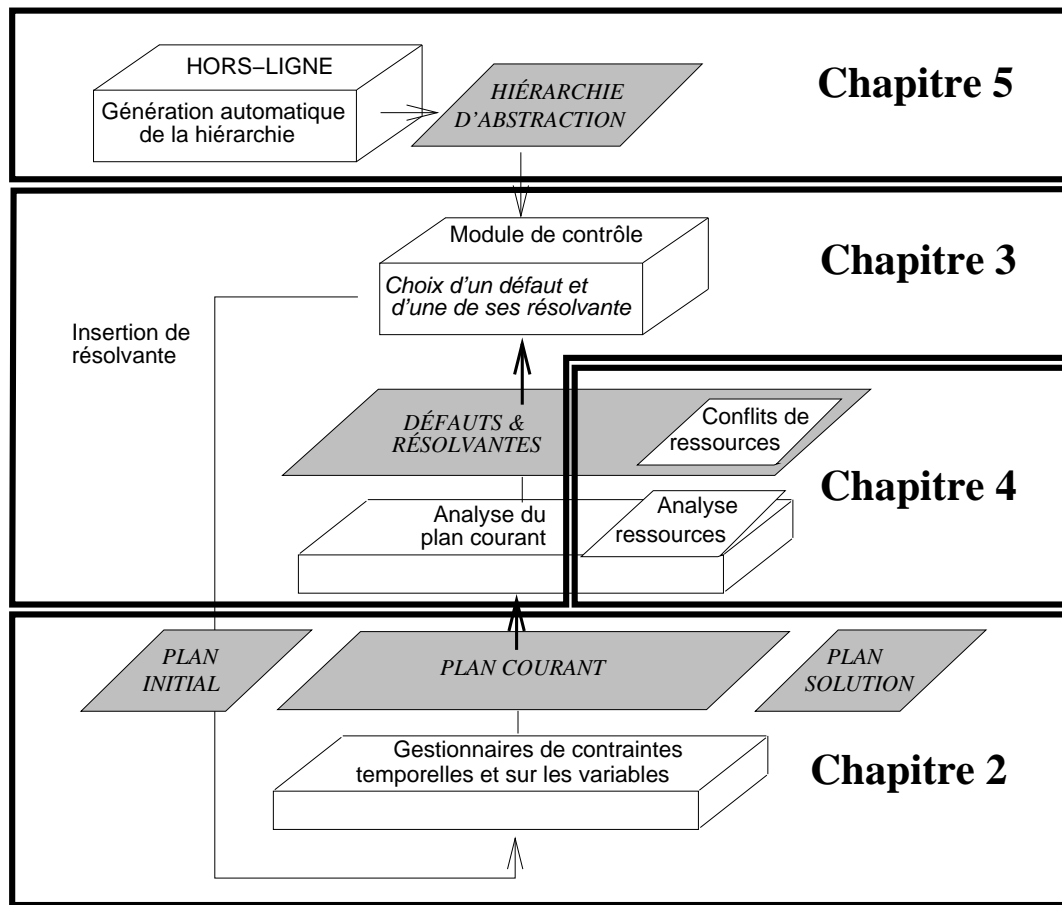 HORS–LIGNE
Génération automatique
de la hiérarchie
HIÉRARCHIE
D'ABSTRACTION
Chapitre 5
Module de contrôle
Choix d'un défaut et
d'une de ses résolvante
Chapitre 3
Insertion de
résolvante
DÉFAUTS &
RÉSOLVANTES
Conflits de
ressources
Analyse du
plan courant
Analyse
ressources
Chapitre 4
PLAN
INITIAL
PLAN COURANT
PLAN
SOLUTION
Gestionnaires de contraintes
temporelles et sur les variables
Chapitre 2